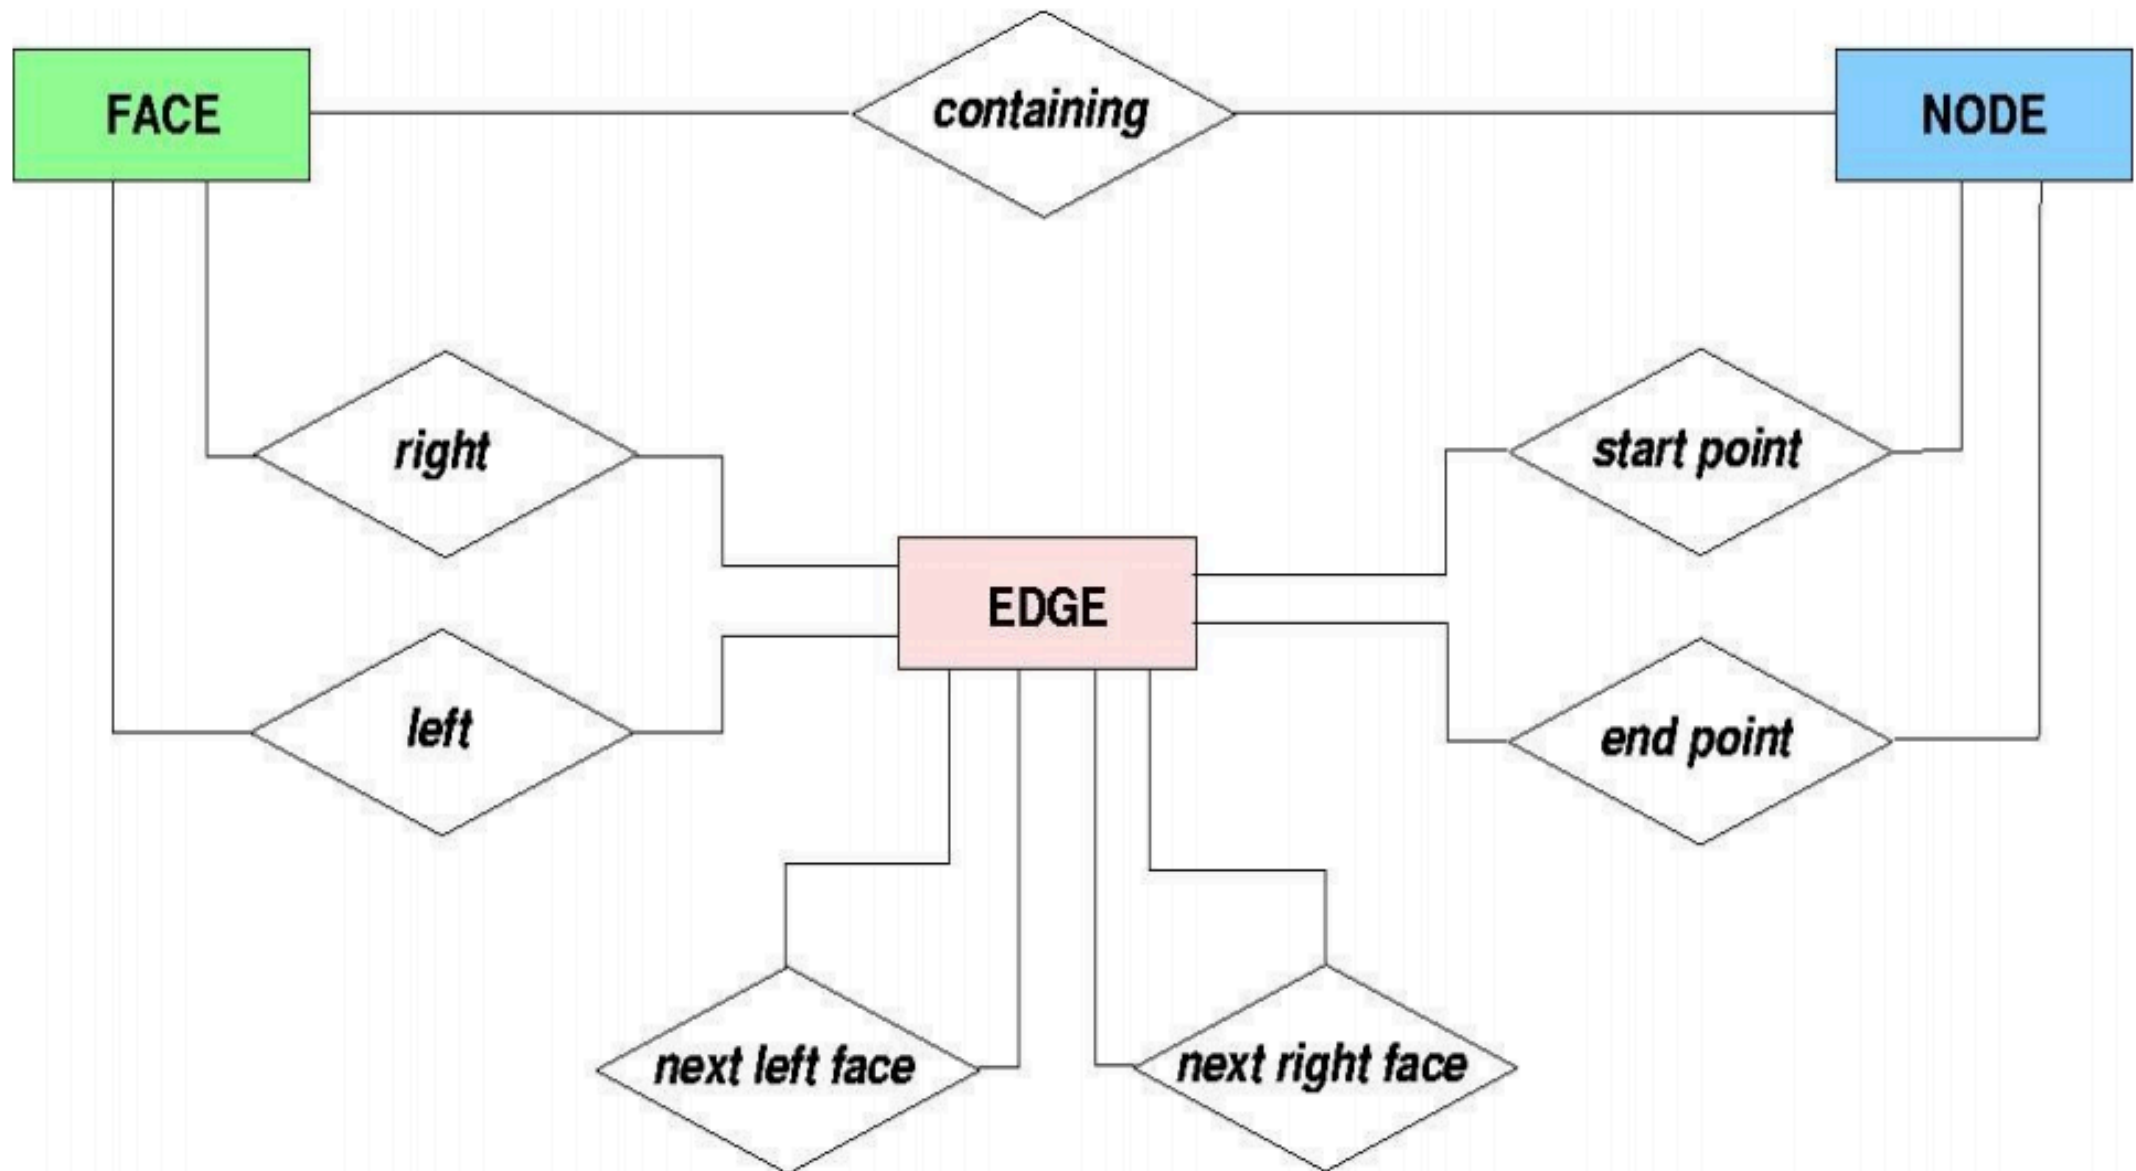 FACE
containing
NODE
right
start point
EDGE
left
end point
next left face
next right face